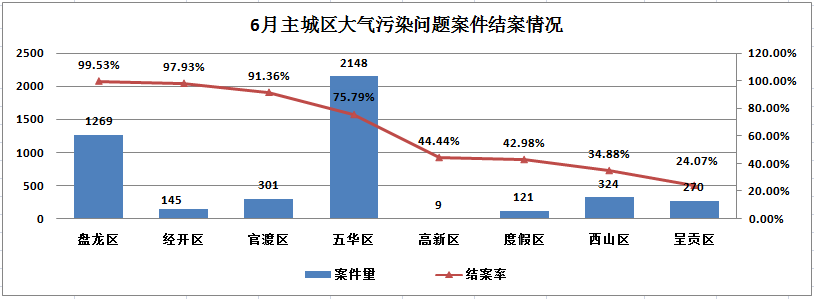 6月主城区大气污染问题案件结案情况
2500
2000
1500
1000
500
0
120.00%
100.00%
80.00%
60.00%
40.00%
20.00%
0.00%
99.53%
97.93%
91.36%
75.79%
44.44%
42.98%
34.88%
24.07%
1269
145
301
2148
9
121
324
270
盘龙区
经开区
官渡区
五华区
高新区
度假区
西山区
呈贡区
案件量
结案率